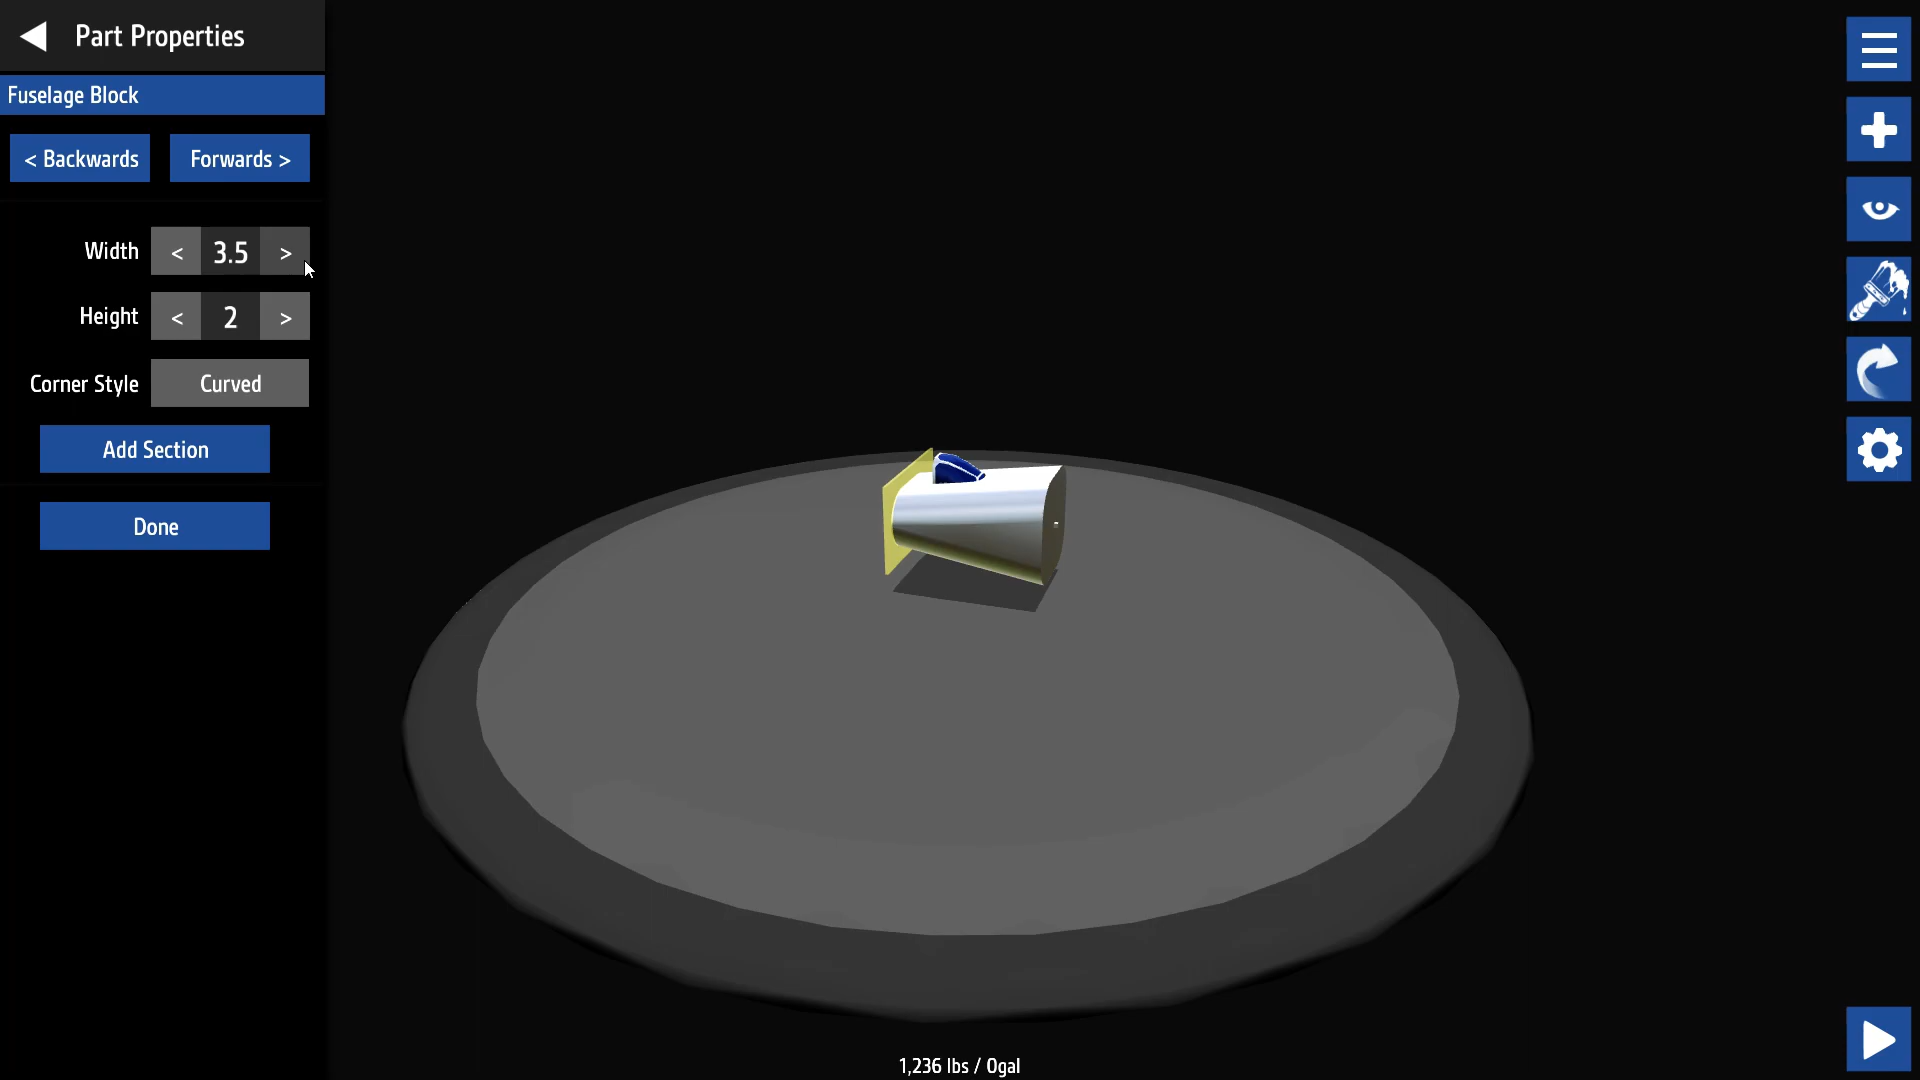 Part Properties
Fuselage Block
< Backwards
Forwards >
Width < 3.5 >
Height < 2 >
Corner Style Curved
Add Section
Done
1,236 lbs / 0gal